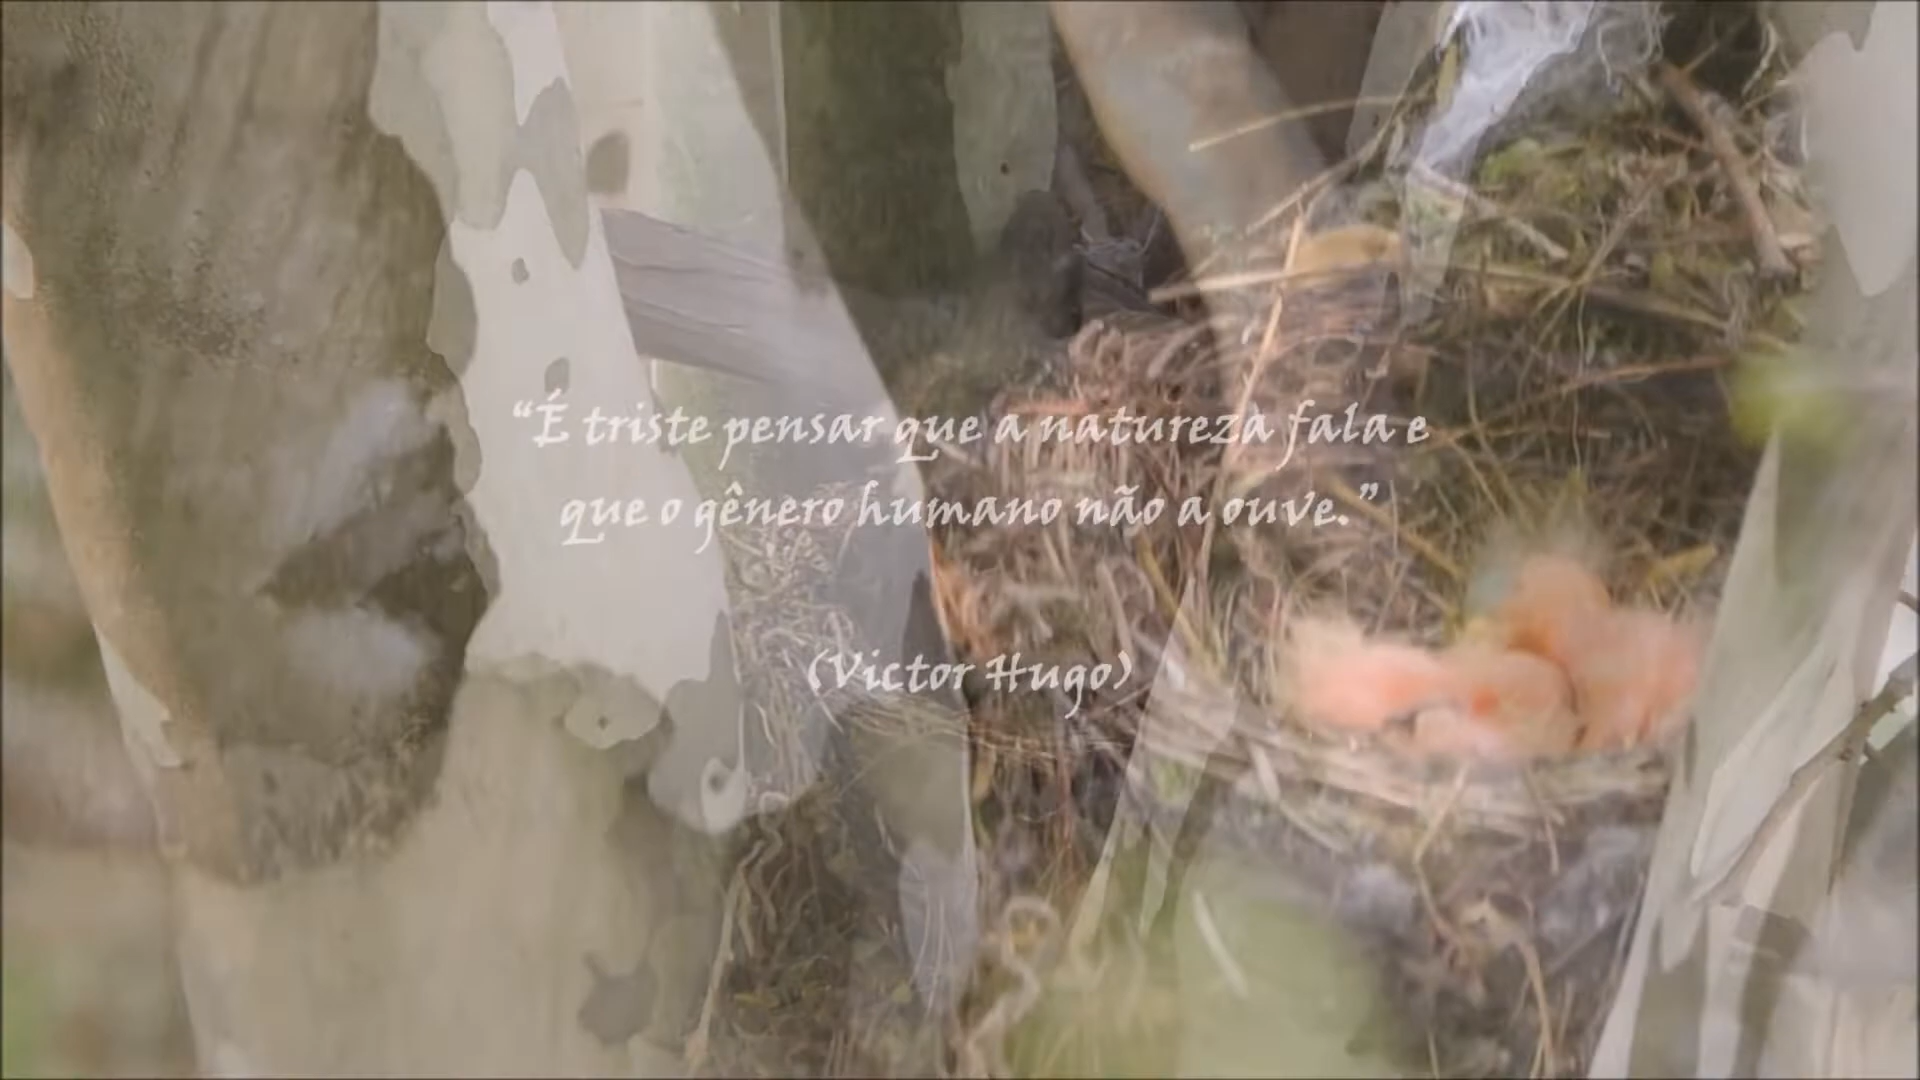 “É triste pensar que a natureza fala e
que o gênero humano não a ouve.”
(Victor Hugo)